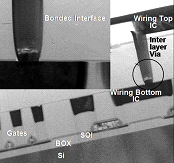 Bonded Interface
Wiring Top
IC
Inter
layer Via
Wiring Bottom
IC
Gates
SOI
BOX
Si